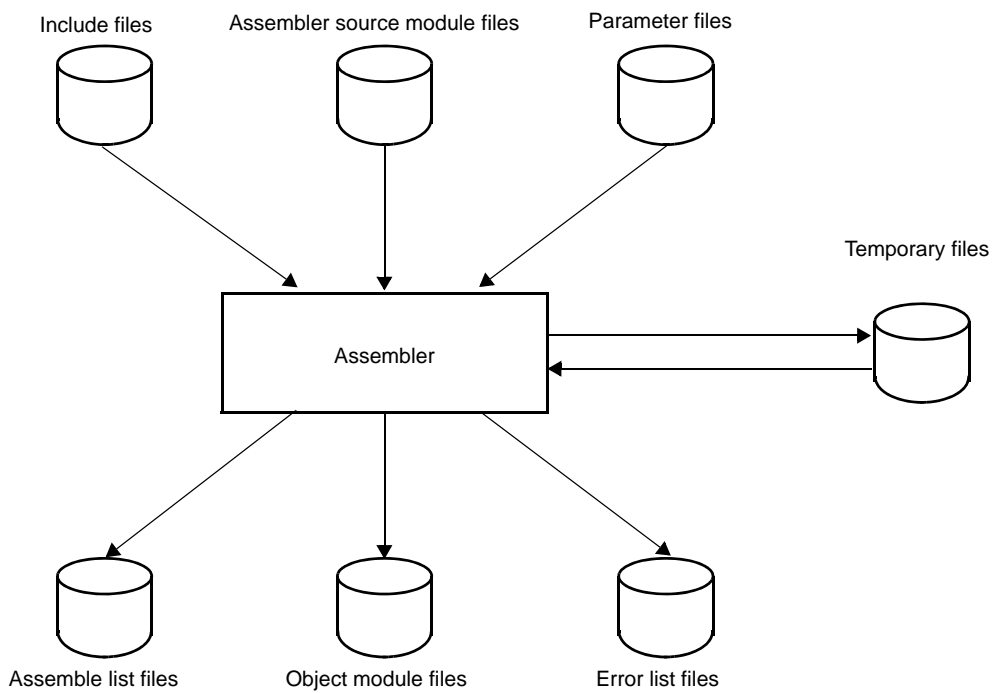 Include files
Assembler source module files
Parameter files
Temporary files
Assembler
Assemble list files
Object module files
Error list files